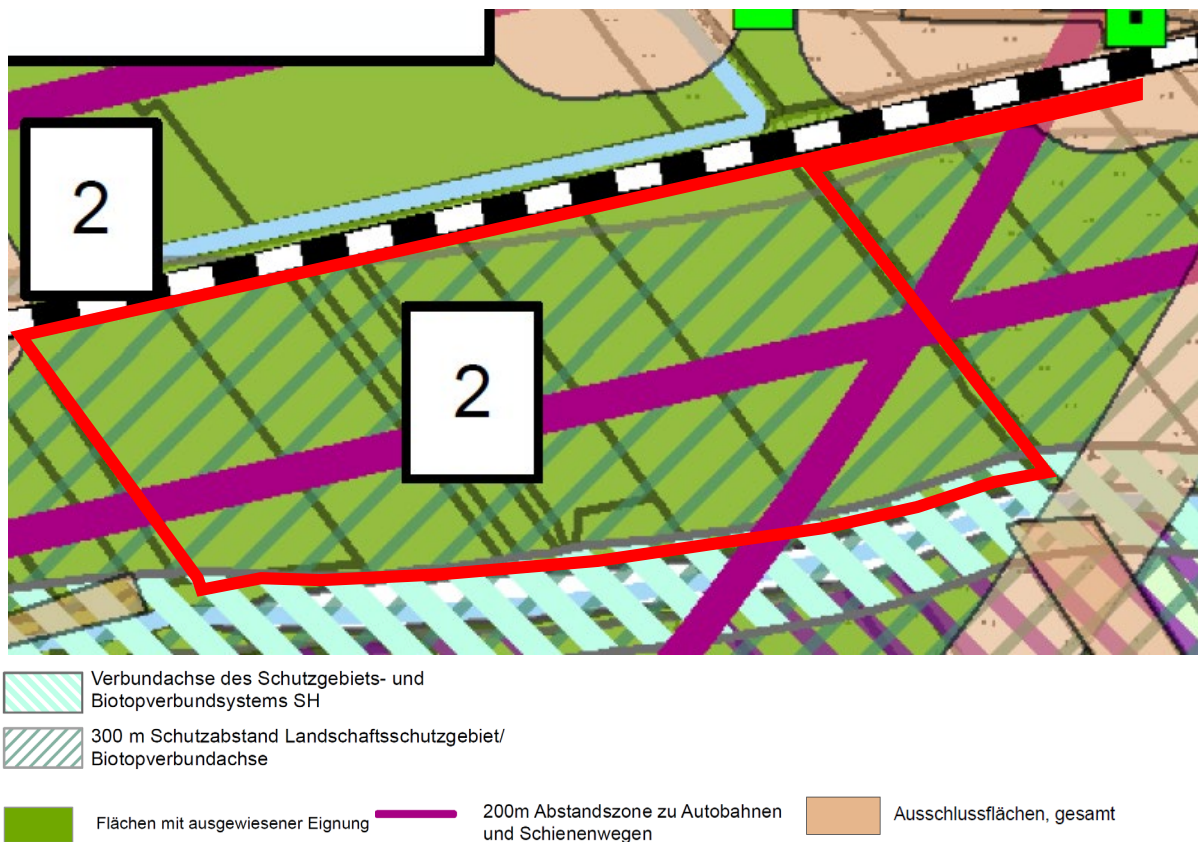 2
2
Verbundachse des Schutzgebiets- und
Biotopverbundsystems SH
300 m Schutzabstand Landschaftsschutzgebiet/
Biotopverbundachse
Flächen mit ausgewiesener Eignung
200m Abstandszone zu Autobahnen
und Schienenwegen
Ausschlussflächen, gesamt